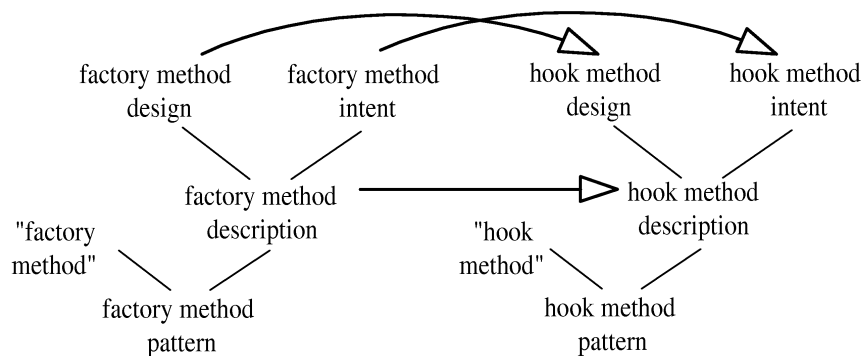 factory method
design
factory method
intent
hook method
design
hook method
intent
factory method
description
hook method
description
"factory
method"
"hook
method"
factory method
pattern
hook method
pattern